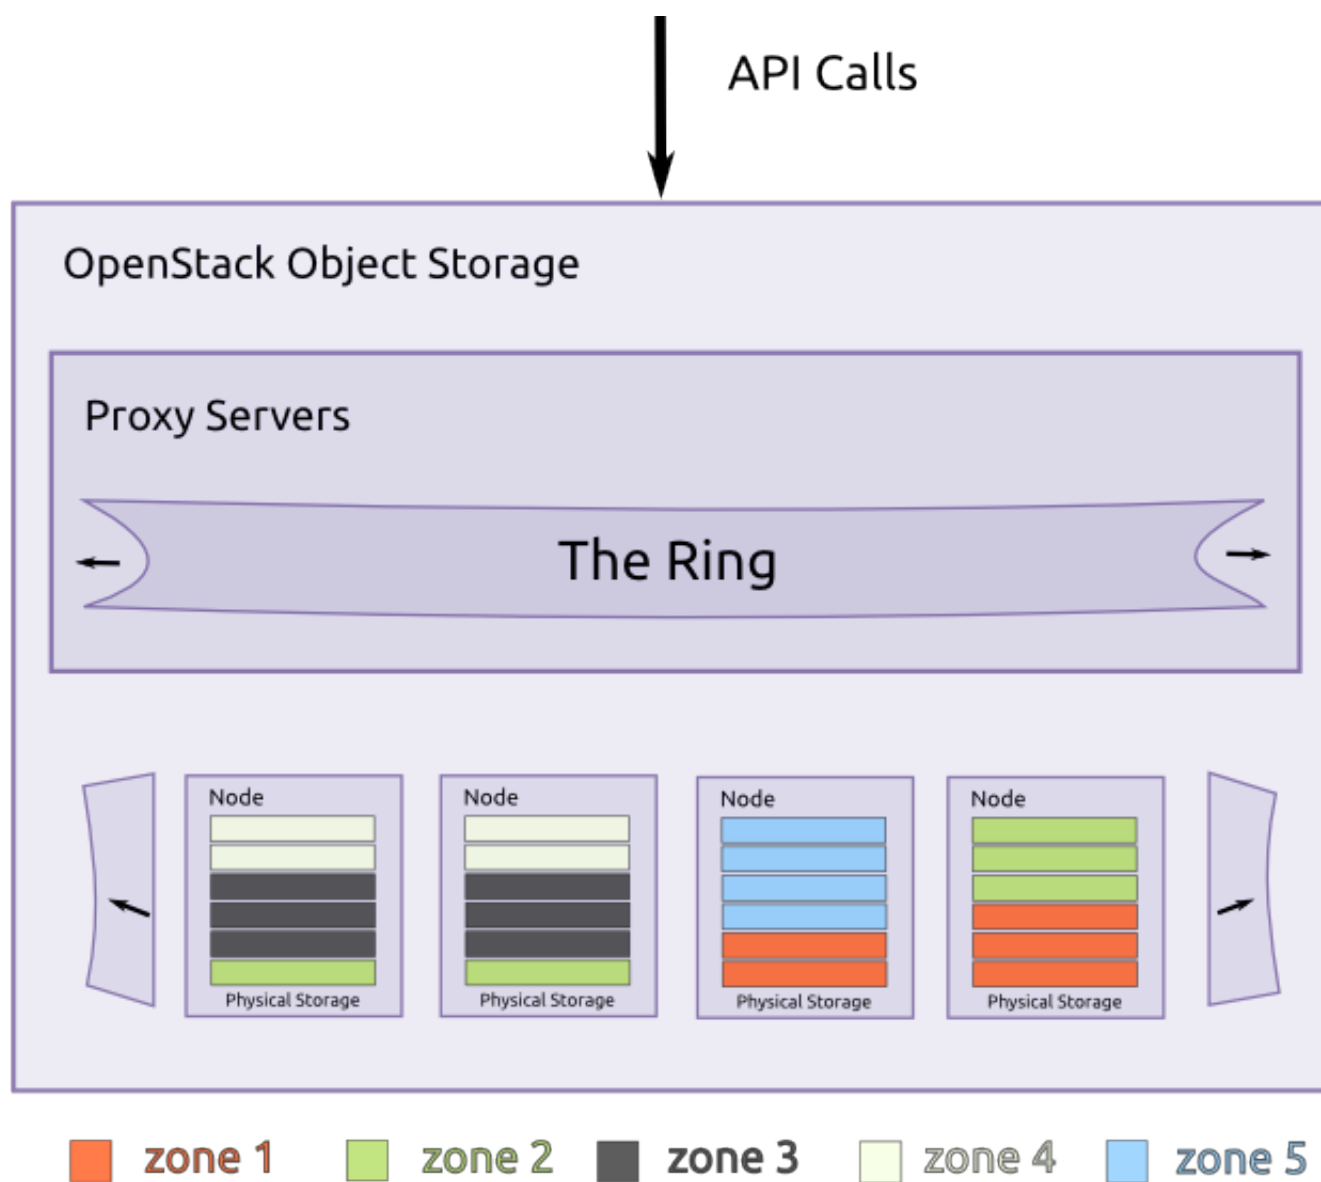 API Calls
OpenStack Object Storage
Proxy Servers
The Ring
Node
Node
Node
Node
Physical Storage
Physical Storage
Physical Storage
Physical Storage
zone 1
zone 2
zone 3
zone 4
zone 5